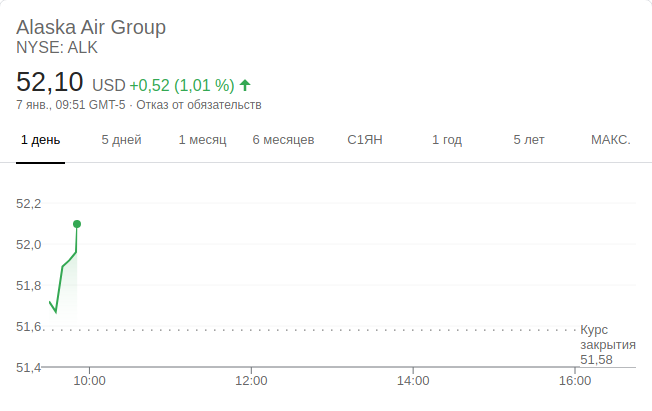 Alaska Air Group
NYSE: ALK
52,10 USD +0,52 (1,01 %)
7 янв., 09:51 GMT-5 · Отказ от обязательств
1 день 5 дней 1 месяц 6 месяцев С1ЯН 1 год 5 лет МАКС.
52,2
52,0
51,8
51,6
Курс
закрытия
51,58
51,4
10:00 12:00 14:00 16:00